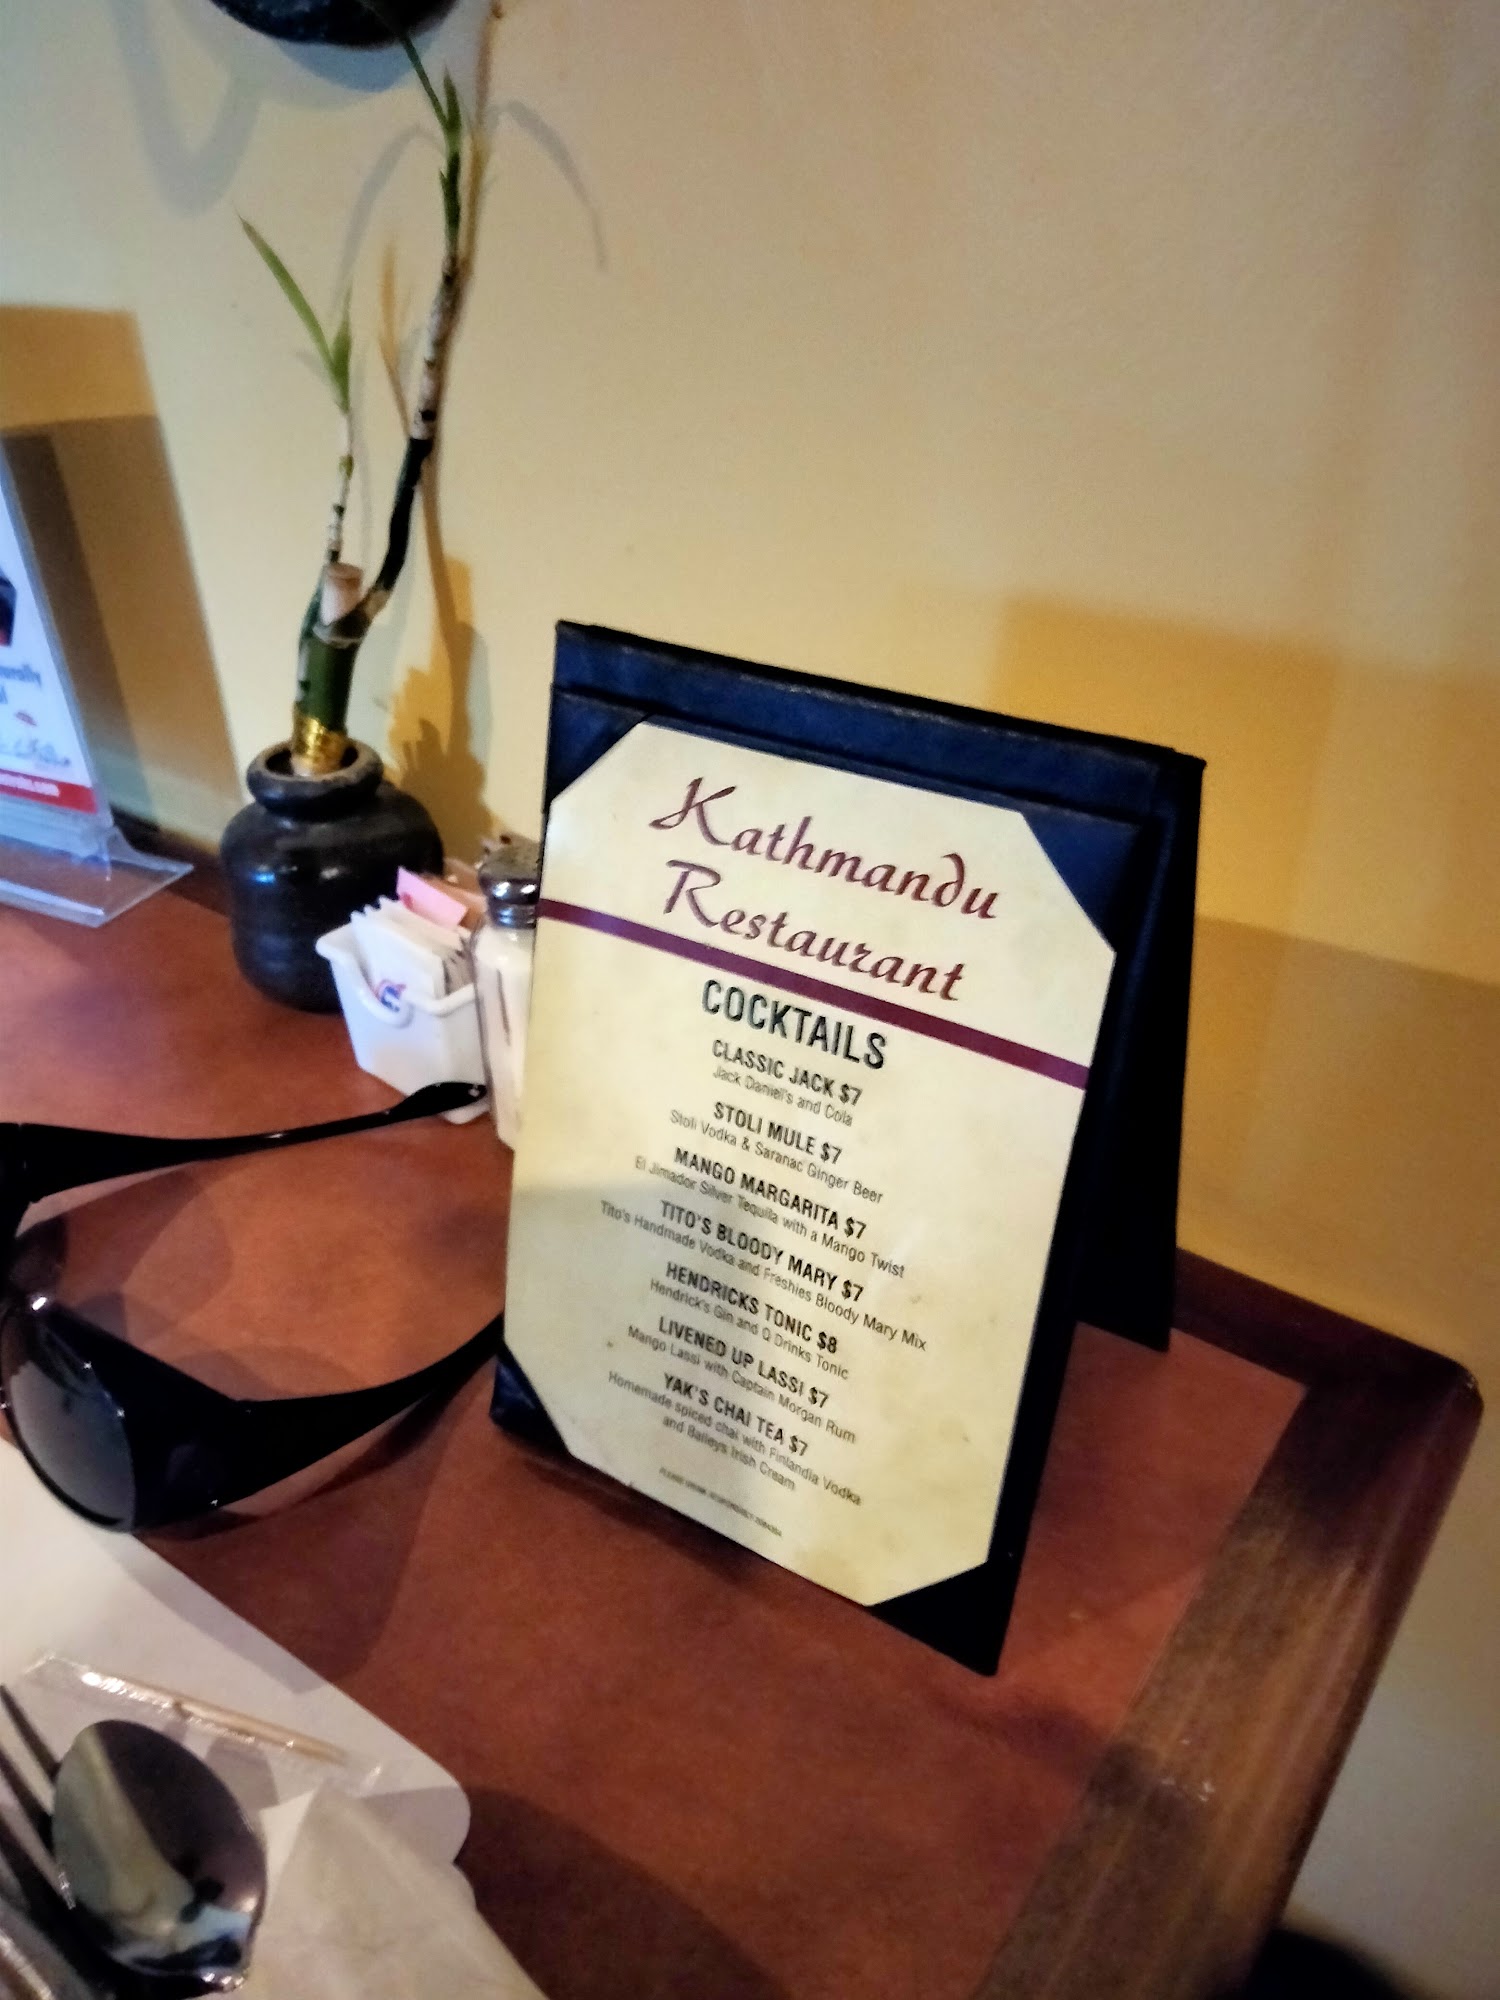 Kathmandu
Restaurant
COCKTAILS
CLASSIC JACK $7
Jack Daniel's and Cola
STOLI MULE $7
Stoli Vodka & Saranac Ginger Beer
MANGO MARGARITA $7
El Jimador Silver Tequila with a Mango Twist
TITO'S BLOODY MARY $7
Tito's Handmade Vodka and Freshies Bloody Mary Mix
HENDRICKS TONIC $8
Hendrick's Gin and Q Drinks Tonic
LIVENED UP LASSI $7
Mango Lassi with Captain Morgan Rum
YAK'S CHAI TEA $7
Homemade spiced chai with Finlandia Vodka
and Baileys Irish Cream
PLEASE DRINK RESPONSIBLY